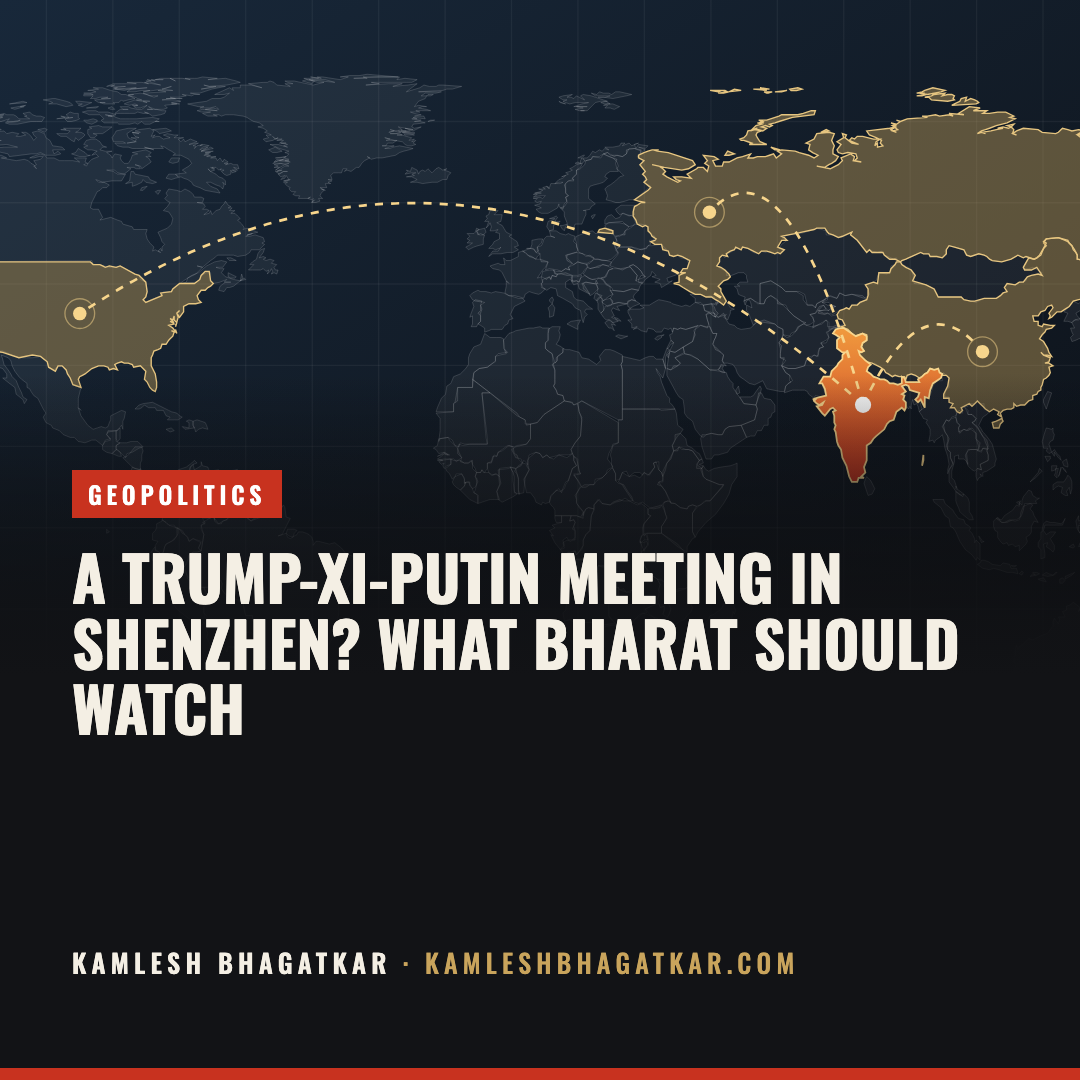 GEOPOLITICS
A TRUMP-XI-PUTIN MEETING IN
SHENZHEN? WHAT BHARAT SHOULD
WATCH
KAMLESH BHAGATKAR · KAMLESHBHAGATKAR.COM